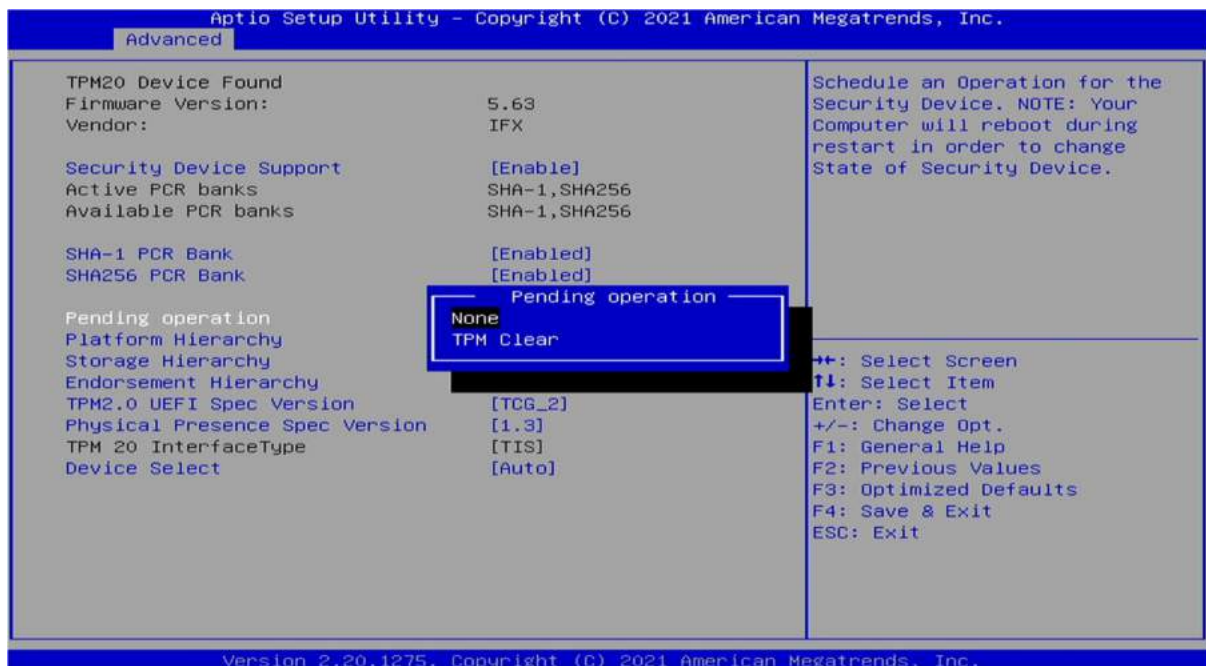 Aptio Setup Utility – Copyright (C) 2021 American Megatrends, Inc.
Advanced
TPM20 Device Found
Firmware Version: 5.63
Vendor: IFX
Security Device Support [Enable]
Active PCR banks SHA-1,SHA256
Available PCR banks SHA-1,SHA256
SHA-1 PCR Bank [Enabled]
SHA256 PCR Bank [Enabled]
Pending operation
Platform Hierarchy
Storage Hierarchy
Endorsement Hierarchy
TPM2.0 UEFI Spec Version [TCG_2]
Physical Presence Spec Version [1.3]
TPM 20 InterfaceType [TIS]
Device Select [Auto]
Pending operation
None
TPM Clear
Schedule an Operation for the
Security Device. NOTE: Your
Computer will reboot during
restart in order to change
State of Security Device.
→←: Select Screen
↑↓: Select Item
Enter: Select
+/-: Change Opt.
F1: General Help
F2: Previous Values
F3: Optimized Defaults
F4: Save & Exit
ESC: Exit
Version 2.20.1275. Copyright (C) 2021 American Megatrends, Inc.